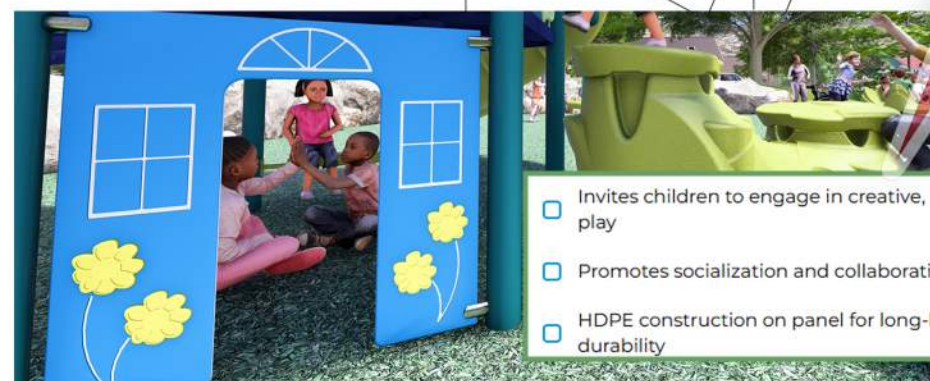 Invites children to engage in creative,
play
Promotes socialization and
HDPE construction on panel for
durability